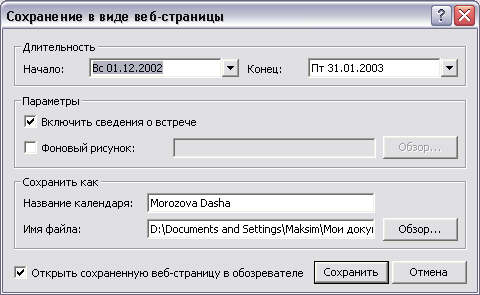 Сохранение в виде веб-страницы
Длительность
Начало: Вс 01.12.2002 Конец: Пт 31.01.2003
Параметры
Включить сведения о встрече
Фоновый рисунок: Обзор...
Сохранить как
Название календаря: Morozova Dasha
Имя файла: D:\Documents and Settings\Maksim\Мои доку Обзор...
Открыть сохраненную веб-страницу в обозревателе Сохранить Отмена